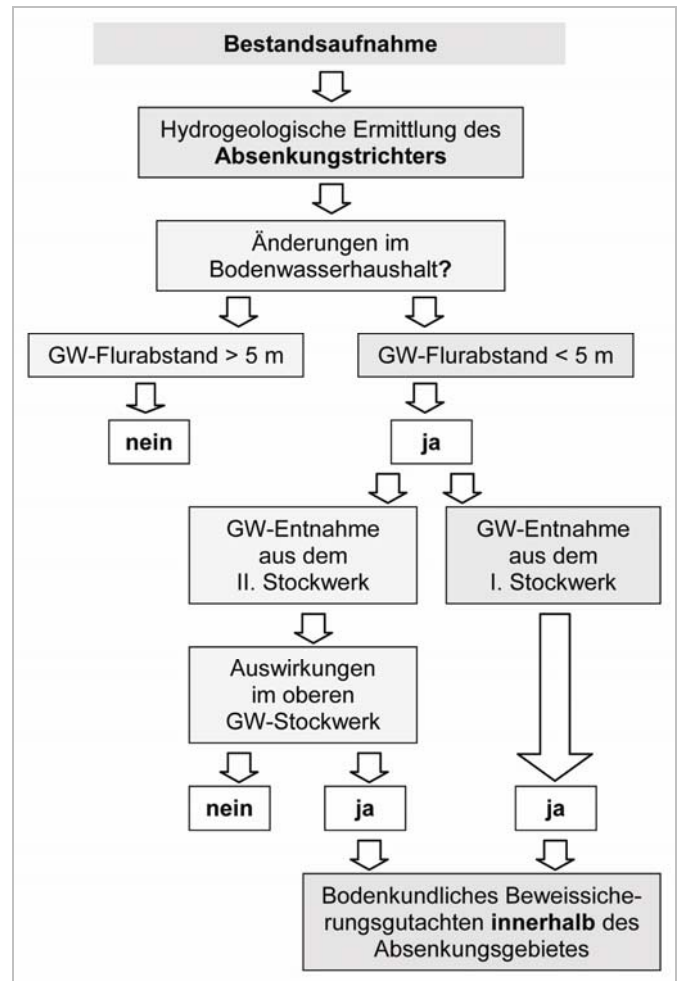 Bestandsaufnahme
Hydrogeologische Ermittlung des
Absenkungstrichters
Änderungen im
Bodenwasserhaushalt?
GW-Flurabstand > 5 m
GW-Flurabstand < 5 m
nein
ja
GW-Entnahme
aus dem
II. Stockwerk
GW-Entnahme
aus dem
I. Stockwerk
Auswirkungen
im oberen
GW-Stockwerk
nein
ja
ja
Bodenkundliches Beweissiche-
rungsgutachten innerhalb des
Absenkungsgebietes